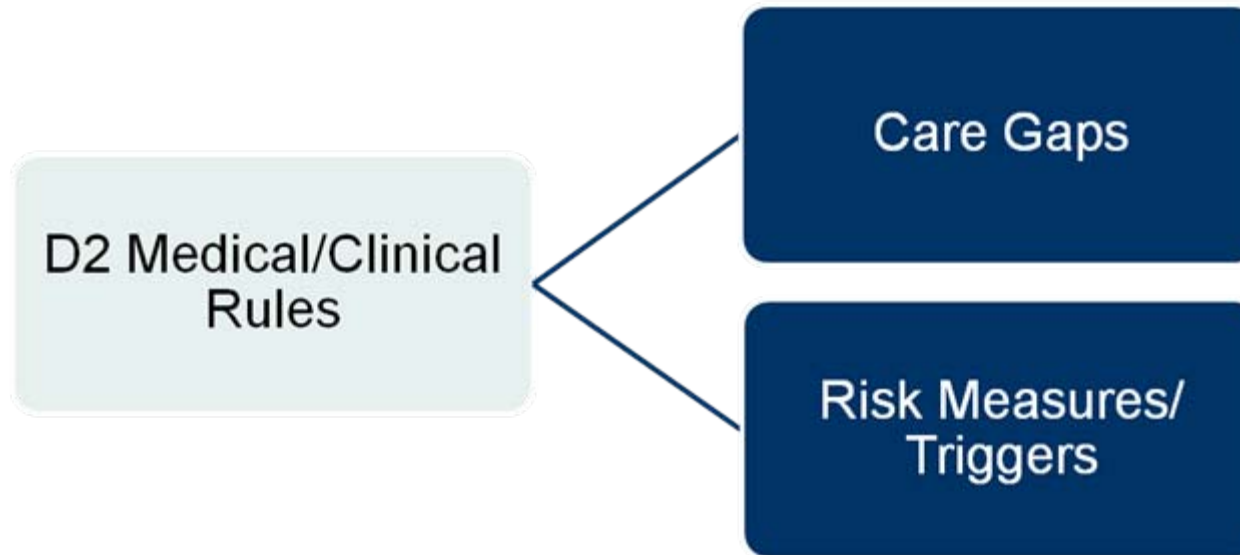 D2 Medical/Clinical
Rules
Care Gaps
Risk Measures/
Triggers